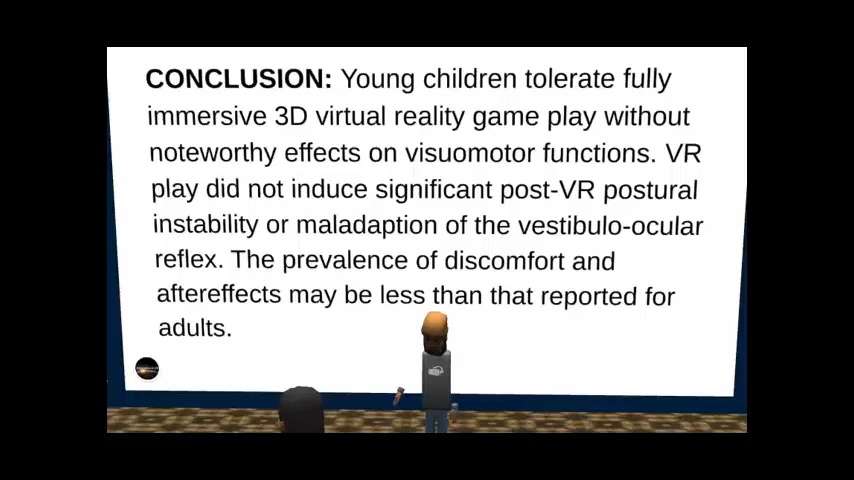 CONCLUSION: Young children tolerate fully
immersive 3D virtual reality game play without
noteworthy effects on visuomotor functions. VR
play did not induce significant post-VR postural
instability or maladaption of the vestibulo-ocular
reflex. The prevalence of discomfort and
aftereffects may be less than that reported for
adults.